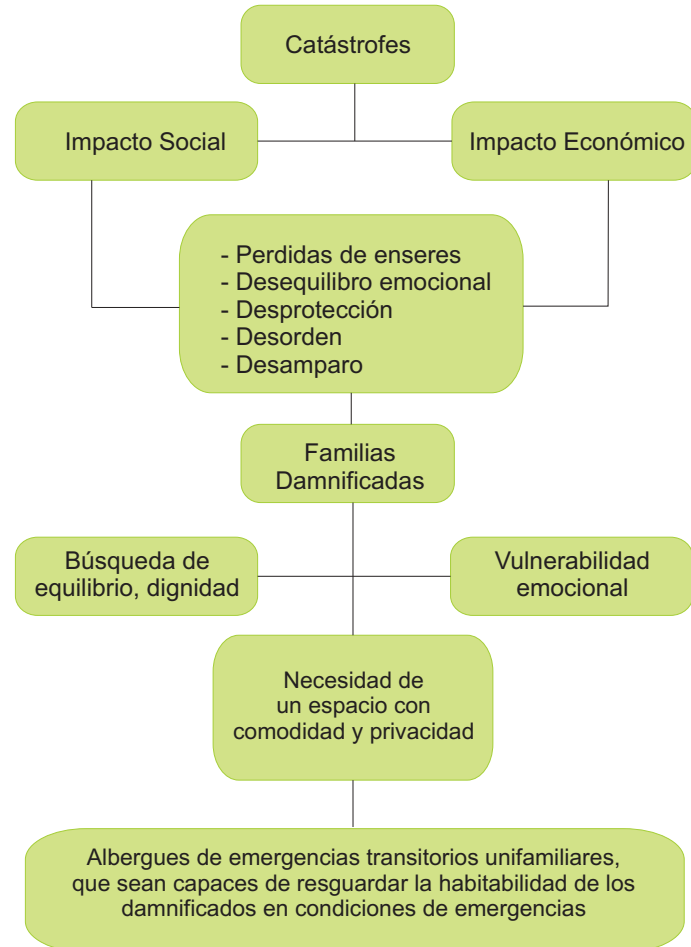 Catástrofes
Impacto Social
Impacto Económico
- Perdidas de enseres
- Desequilibro emocional
- Desprotección
- Desorden
- Desamparo
Familias
Damnificadas
Búsqueda de
equilibrio, dignidad
Vulnerabilidad
emocional
Necesidad de
un espacio con
comodidad y privacidad
Albergues de emergencias transitorios unifamiliares,
que sean capaces de resguardar la habitabilidad de los
damnificados en condiciones de emergencias